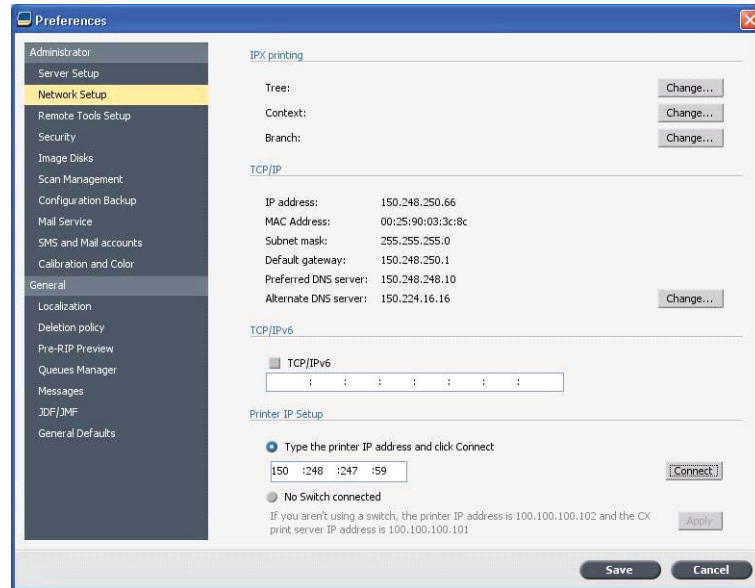 Preferences
Administrator
Server Setup
Network Setup
Remote Tools Setup
Security
Image Disks
Scan Management
Configuration Backup
Mail Service
SMS and Mail accounts
Calibration and Color
General
Localization
Deletion policy
Pre-RIP Preview
Queues Manager
Messages
JDF/JMF
General Defaults
IPX printing
Tree: Change...
Context: Change...
Branch: Change...
TCP/IP
IP address: 150.248.250.66
MAC Address: 00:25:90:03:3c:8c
Subnet mask: 255.255.255.0
Default gateway: 150.248.250.1
Preferred DNS server: 150.248.248.10
Alternate DNS server: 150.224.16.16 Change...
TCP/IPv6
TCP/IPv6
: : : : : : :
Printer IP Setup
Type the printer IP address and click Connect
150 :248 :247 :59 Connect
No Switch connected
If you aren't using a switch, the printer IP address is 100.100.100.102 and the CX
print server IP address is 100.100.100.101 Apply
Save Cancel